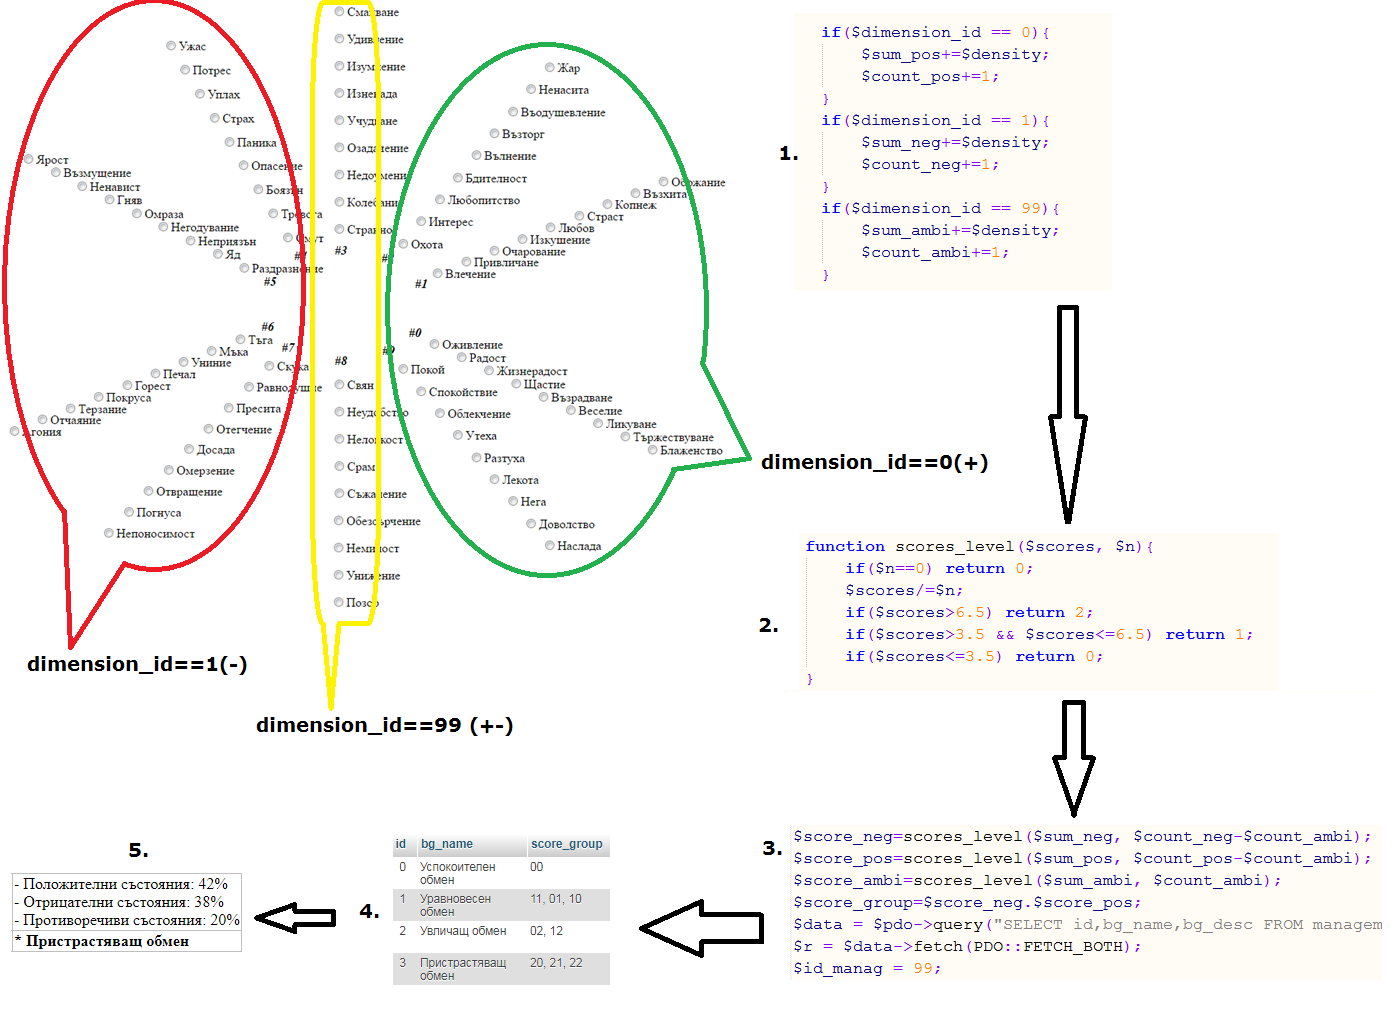 Ужас
Потрес
Уплах
Страх
Паника
Опасение
Боязън
Тревога
Смут
#4
Ярост
Възмущение
Ненавист
Гняв
Омраза
Негодувание
Неприязън
Яд
Раздразнение
#5
#6
Тъга
Мъка
Униние
Печал
Горест
Покруса
Терзание
Отчаяние
Агония
#7
Скука
Равнодушие
Пресита
Отегчение
Досада
Омерзение
Отвращение
Погнуса
Непоносимост
dimension_id==1(-)
Смайване
Удивление
Изумление
Изненада
Учудване
Озадачение
Недоумение
Колебание
Странно
#3
#8
Свян
Неудобство
Неловкост
Срам
Съжаление
Обезсърчение
Немилост
Унижение
Позор
dimension_id==99 (+-)
Жар
Ненасита
Въодушевление
Възторг
Вълнение
Бдителност
Любопитство
Интерес
Охота
#
Обожание
Възхита
Копнеж
Страст
Любов
Изкушение
Очарование
Привличане
Влечение
#1
#0
Оживление
Радост
Жизнерадост
Щастие
Възрадване
Веселие
Ликуване
Тържествуване
Блаженство
#9
Покой
Спокойствие
Облекчение
Утеха
Разтуха
Лекота
Нега
Доволство
Наслада
dimension_id==0(+)
1.
if($dimension_id == 0){
$sum_pos+=$density;
$count_pos+=1;
}
if($dimension_id == 1){
$sum_neg+=$density;
$count_neg+=1;
}
if($dimension_id == 99){
$sum_ambi+=$density;
$count_ambi+=1;
}
2.
function scores_level($scores, $n){
if($n==0) return 0;
$scores/=$n;
if($scores>6.5) return 2;
if($scores>3.5 && $scores<=6.5) return 1;
if($scores<=3.5) return 0;
}
3.
$score_neg=scores_level($sum_neg, $count_neg-$count_ambi);
$score_pos=scores_level($sum_pos, $count_pos-$count_ambi);
$score_ambi=scores_level($sum_ambi, $count_ambi);
$score_group=$score_neg.$score_pos;
$data = $pdo->query("SELECT id,bg_name,bg_desc FROM managem
$r = $data->fetch(PDO::FETCH_BOTH);
$id_manag = 99;
4.
id bg_name score_group
0 Успокоителен обмен 00
1 Уравновесен обмен 11, 01, 10
2 Увличащ обмен 02, 12
3 Пристрастяващ обмен 20, 21, 22
5.
- Положителни състояния: 42%
- Отрицателни състояния: 38%
- Противоречиви състояния: 20%
* Пристрастяващ обмен